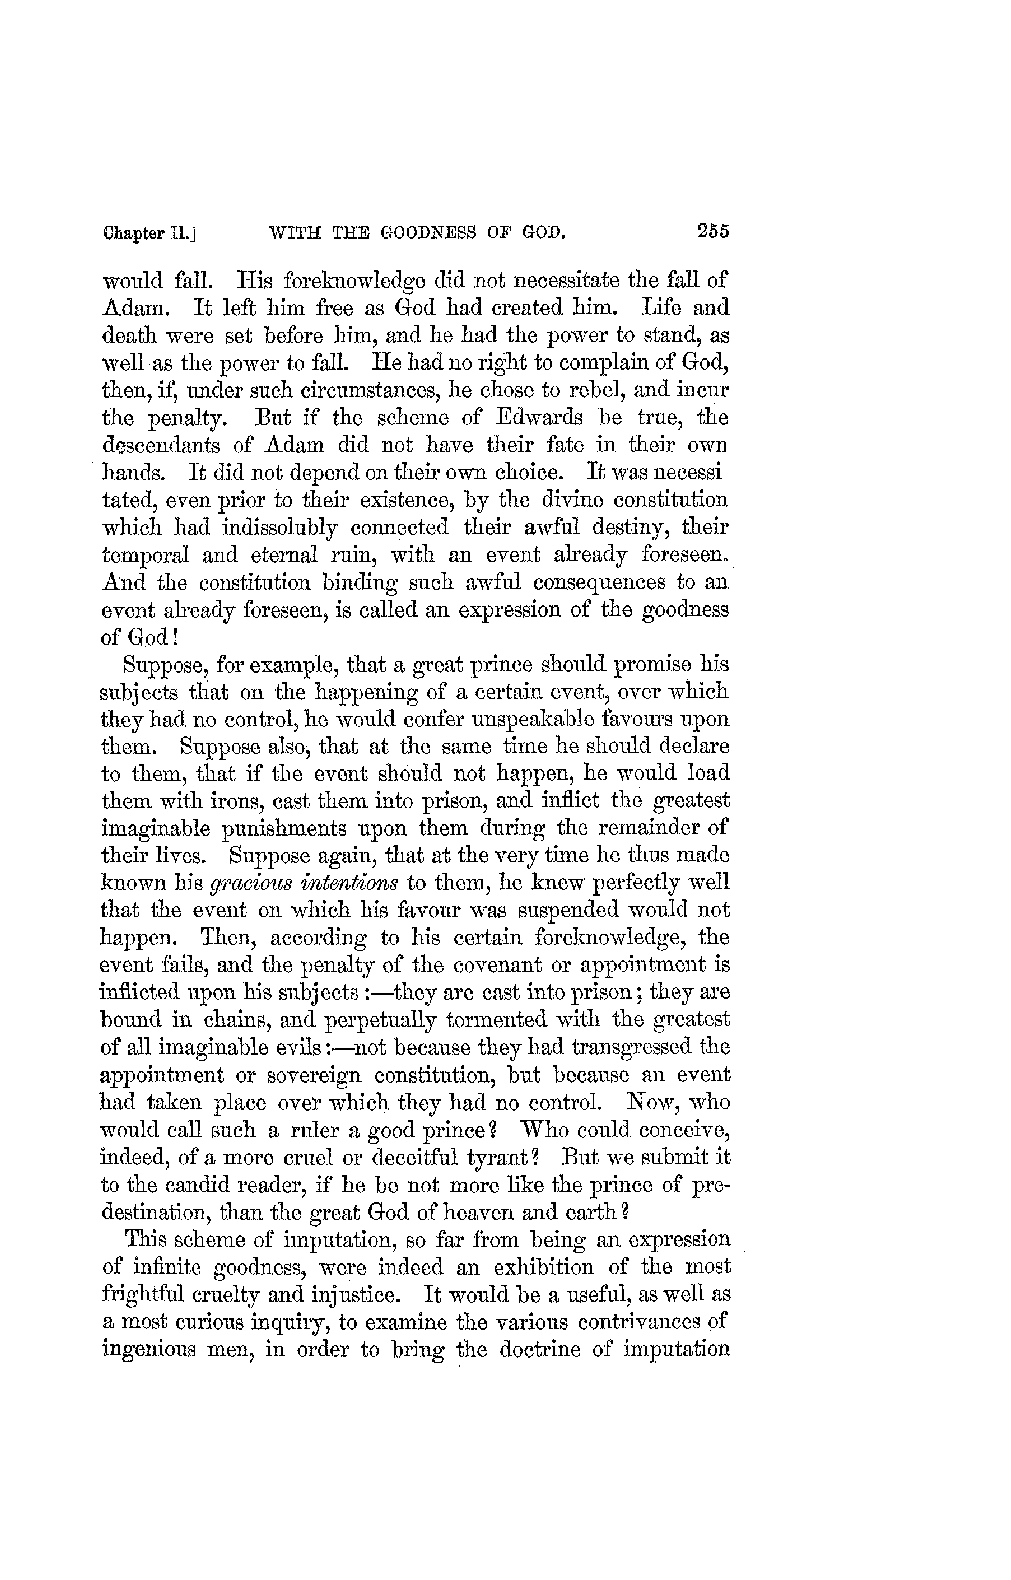 Chapter II.] WITH THE GOODNESS OF GOD. 255
would fall. His foreknowledge did not necessitate the fall of
Adam. It left him free as God had created him. Life and
death were set before him, and he had the power to stand, as
well as the power to fall. He had no right to complain of God,
then, if, under such circumstances, he chose to rebel, and incur
the penalty. But if the scheme of Edwards be true, the
descendants of Adam did not have their fate in their own
hands. It did not depend on their own choice. It was necessi
tated, even prior to their existence, by the divine constitution
which had indissolubly connected their awful destiny, their
temporal and eternal ruin, with an event already foreseen.
And the constitution binding such awful consequences to an
event already foreseen, is called an expression of the goodness
of God!
Suppose, for example, that a great prince should promise his
subjects that on the happening of a certain event, over which
they had no control, he would confer unspeakable favours upon
them. Suppose also, that at the same time he should declare
to them, that if the event should not happen, he would load
them with irons, cast them into prison, and inflict the greatest
imaginable punishments upon them during the remainder of
their lives. Suppose again, that at the very time he thus made
known his gracious intentions to them, he knew perfectly well
that the event on which his favour was suspended would not
happen. Then, according to his certain foreknowledge, the
event fails, and the penalty of the covenant or appointment is
inflicted upon his subjects:—they are cast into prison; they are
bound in chains, and perpetually tormented with the greatest
of all imaginable evils:—not because they had transgressed the
appointment or sovereign constitution, but because an event
had taken place over which they had no control. Now, who
would call such a ruler a good prince? Who could conceive,
indeed, of a more cruel or deceitful tyrant? But we submit it
to the candid reader, if he be not more like the prince of pre-
destination, than the great God of heaven and earth?
This scheme of imputation, so far from being an expression
of infinite goodness, were indeed an exhibition of the most
frightful cruelty and injustice. It would be a useful, as well as
a most curious inquiry, to examine the various contrivances of
ingenious men, in order to bring the doctrine of imputation